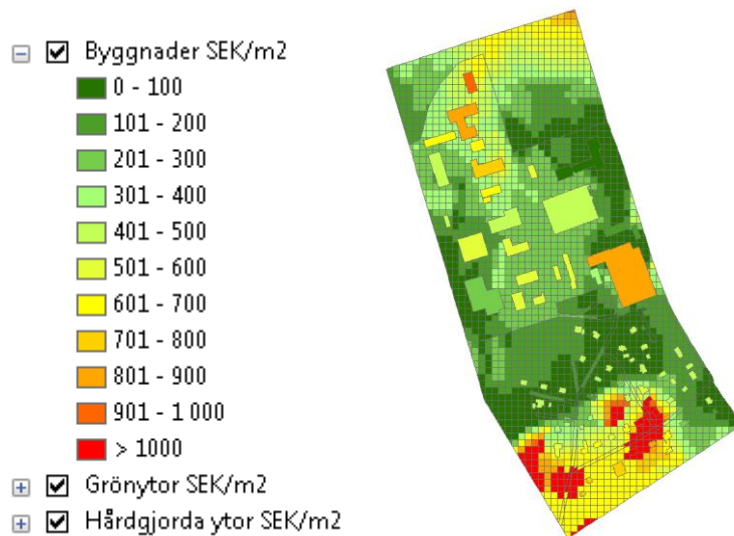 Byggnader SEK/m2
0 - 100
101 - 200
201 - 300
301 - 400
401 - 500
501 - 600
601 - 700
701 - 800
801 - 900
901 - 1 000
> 1000
Grönytor SEK/m2
Hårdgjorda ytor SEK/m2